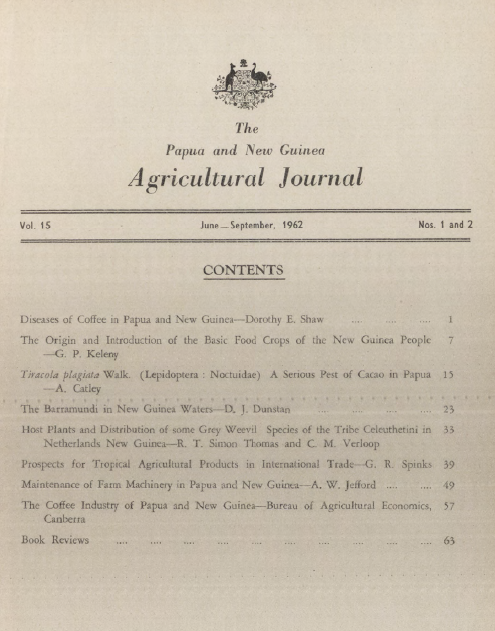 The
Papua and New Guinea
Agricultural Journal
Vol. 15 June—September, 1962 Nos. 1 and 2
CONTENTS
Diseases of Coffee in Papua and New Guinea—Dorothy E. Shaw .... .... .... 1
The Origin and Introduction of the Basic Food Crops of the New Guinea People 7
—G. P. Keleny
Tiracola plagiata Walk. (Lepidoptera : Noctuidae) A Serious Pest of Cacao in Papua 15
—A. Catley
The Barramundi in New Guinea Waters—D. J. Dunstan .... .... .... 23
Host Plants and Distribution of some Grey Weevil Species of the Tribe Celeuthetini in 33
Netherlands New Guinea—R. T. Simon Thomas and C. M. Verloop
Prospects for Tropical Agricultural Products in International Trade—G. R. Spinks 39
Maintenance of Farm Machinery in Papua and New Guinea—A. W. Jefford .... .... 49
The Coffee Industry of Papua and New Guinea—Bureau of Agricultural Economics, 57
Canberra
Book Reviews .... .... .... .... .... .... .... .... .... 63